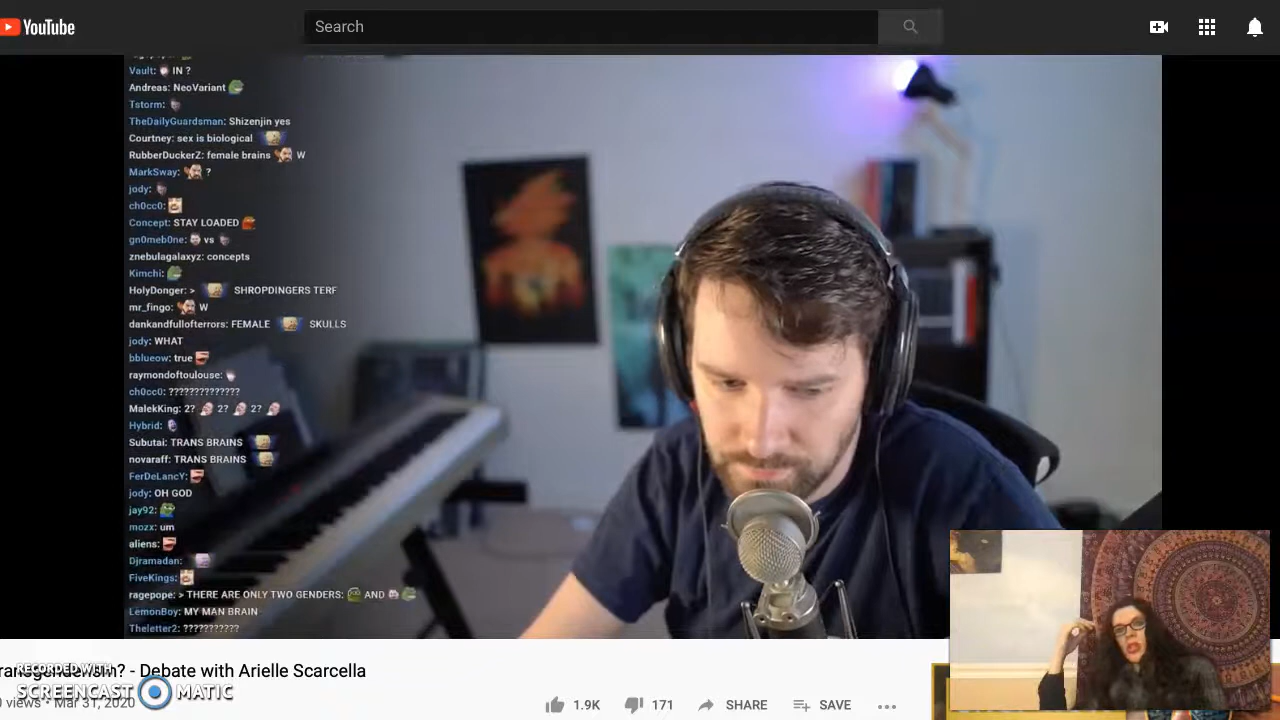 YouTube
Search
Vault: IN ?
Andreas: NeoVariant
Tstorm:
TheDailyGuardsman: Shizenjin yes
Courtney: sex is biological
RubberDuckerZ: female brains W
MarkSway: ?
jody:
ch0cc0:
Concept: STAY LOADED
gn0meb0ne: vs
znebulagalaxyz: concepts
Kimchi:
HolyDonger: > SHROPDINGERS TERF
mr_fingo: W
dankandfullofterrors: FEMALE SKULLS
jody: WHAT
bblueow: true
raymondoftoulouse:
ch0cc0: ??????????????
MalekKing: 2? 2? 2?
Hybrid:
Subutai: TRANS BRAINS
novaraff: TRANS BRAINS
FerDeLancY:
jody: OH GOD
jay92:
mozx: um
aliens:
Djramadan:
FiveKings:
ragepope: > THERE ARE ONLY TWO GENDERS: AND
LemonBoy: MY MAN BRAIN
Theletter2: ???????????
ransgenderism? - Debate with Arielle Scarcella
RECORDED WITH
SCREENCAST MATIC
0 views • Mar 31, 2020
1.9K 171 SHARE SAVE